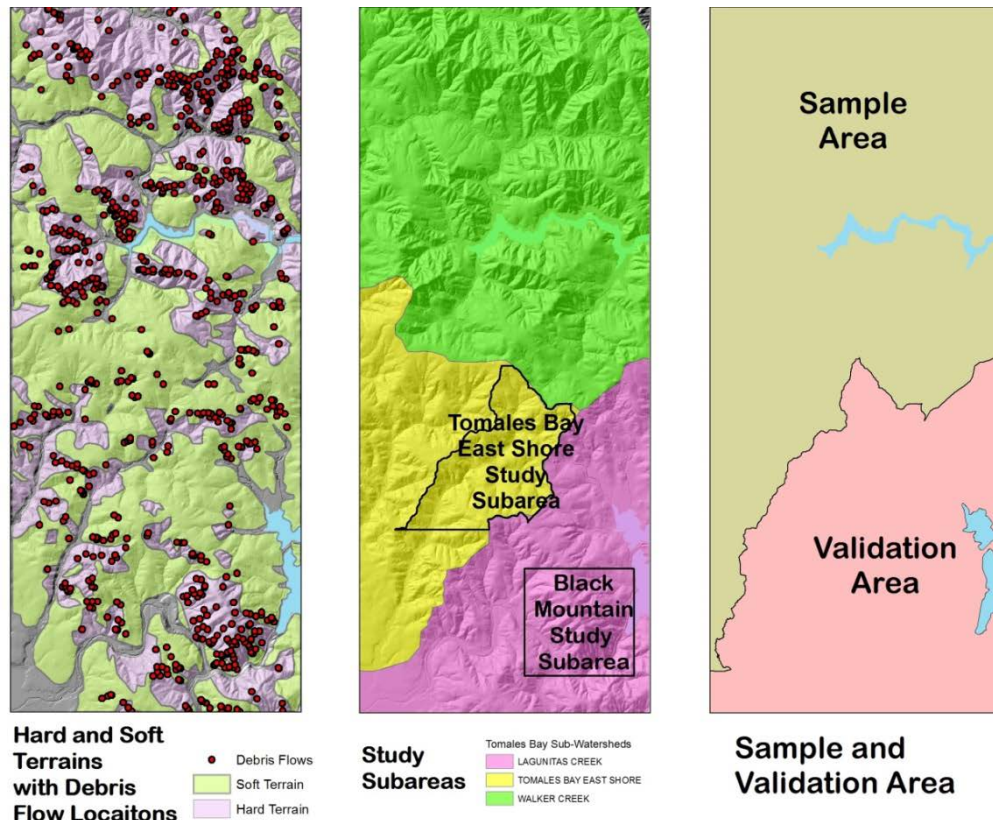 Tomales Bay
East Shore
Study
Subarea
Black
Mountain
Study
Subarea
Sample
Area
Validation
Area
Hard and Soft
Terrains
with Debris
Flow Locaitons
Debris Flows
Soft Terrain
Hard Terrain
Study
Subareas
Tomales Bay Sub-Watersheds
LAGUNITAS CREEK
TOMALES BAY EAST SHORE
WALKER CREEK
Sample and
Validation Area